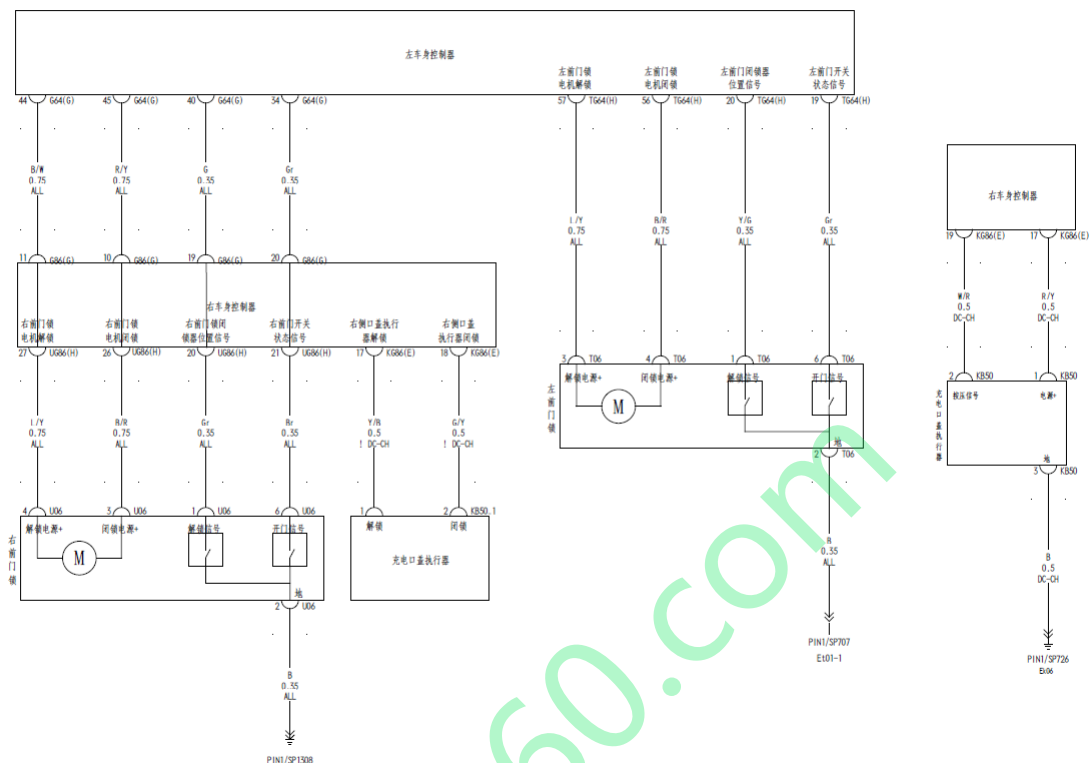 左车身控制器
左前门锁
电机解锁
左前门锁
电机闭锁
左前门闭锁器
位置信号
左前门开关
状态信号
44 G64(G) 45 G64(G) 40 G64(G) 34 G64(G) 57 TG64(H) 56 TG64(H) 20 TG64(H) 19 TG64(H)
B/W
0.75
ALL
R/Y
0.75
ALL
G
0.35
ALL
Gr
0.35
ALL
右车身控制器
19 KG86(E) 17 KG86(E)
L/Y
0.75
ALL
B/R
0.75
ALL
Y/G
0.35
ALL
Gr
0.35
ALL
11 G86(G) 10 G86(G) 19 G86(G) 20 G86(G)
右车身控制器
右前门锁
电机解锁
右前门锁
电机闭锁
右前门锁闭
锁器位置信号
右前门开关
状态信号
右侧口盖执行
器解锁
右侧口盖
执行器闭锁
27 UG86(H) 26 UG86(H) 20 UG86(H) 21 UG86(H) 17 KG86(E) 18 KG86(E)
W/R
0.5
DC-CH
R/Y
0.5
DC-CH
3 T06 4 T06 1 T06 6 T06
解锁电源+ 闭锁电源+ 解锁信号 开门信号
左前门锁
M
地
2 T06
2 KB50 1 KB50
按压信号 电源+
充电口盖执行器
地
3 KB50
L/Y
0.75
ALL
B/R
0.75
ALL
Gr
0.35
ALL
Br
0.35
ALL
Y/B
0.5
! DC-CH
G/Y
0.5
! DC-CH
4 U06 3 U06 1 U06 6 U06 1 2 KB50.1
解锁电源+ 闭锁电源+ 解锁信号 开门信号 解锁 闭锁
右前门锁
M
充电口盖执行器
地
2 U06
B
0.35
ALL
B
0.5
DC-CH
PIN1/SP707
Et01-1
PIN1/SP726
Ek06
B
0.35
ALL
PIN1/SP1308
60.com